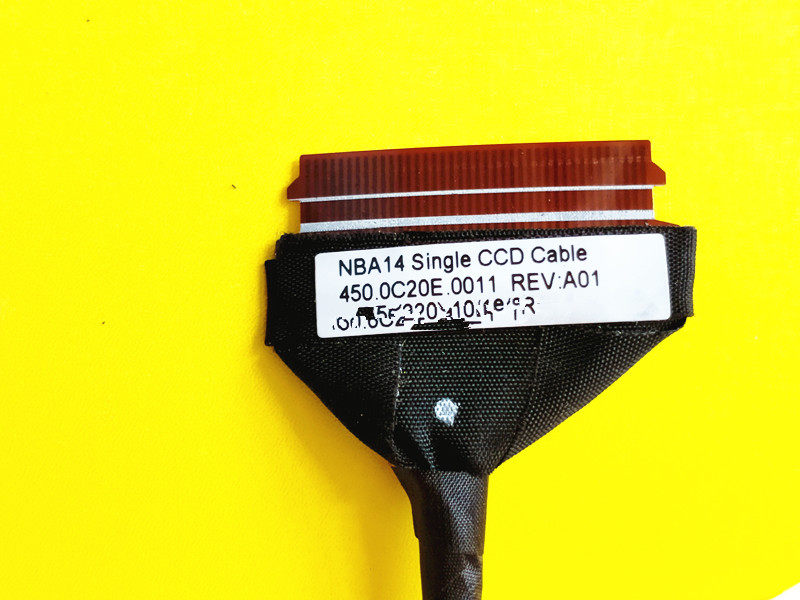 NBA14 Single CCD Cable
450.0C20E.0011 REV:A01